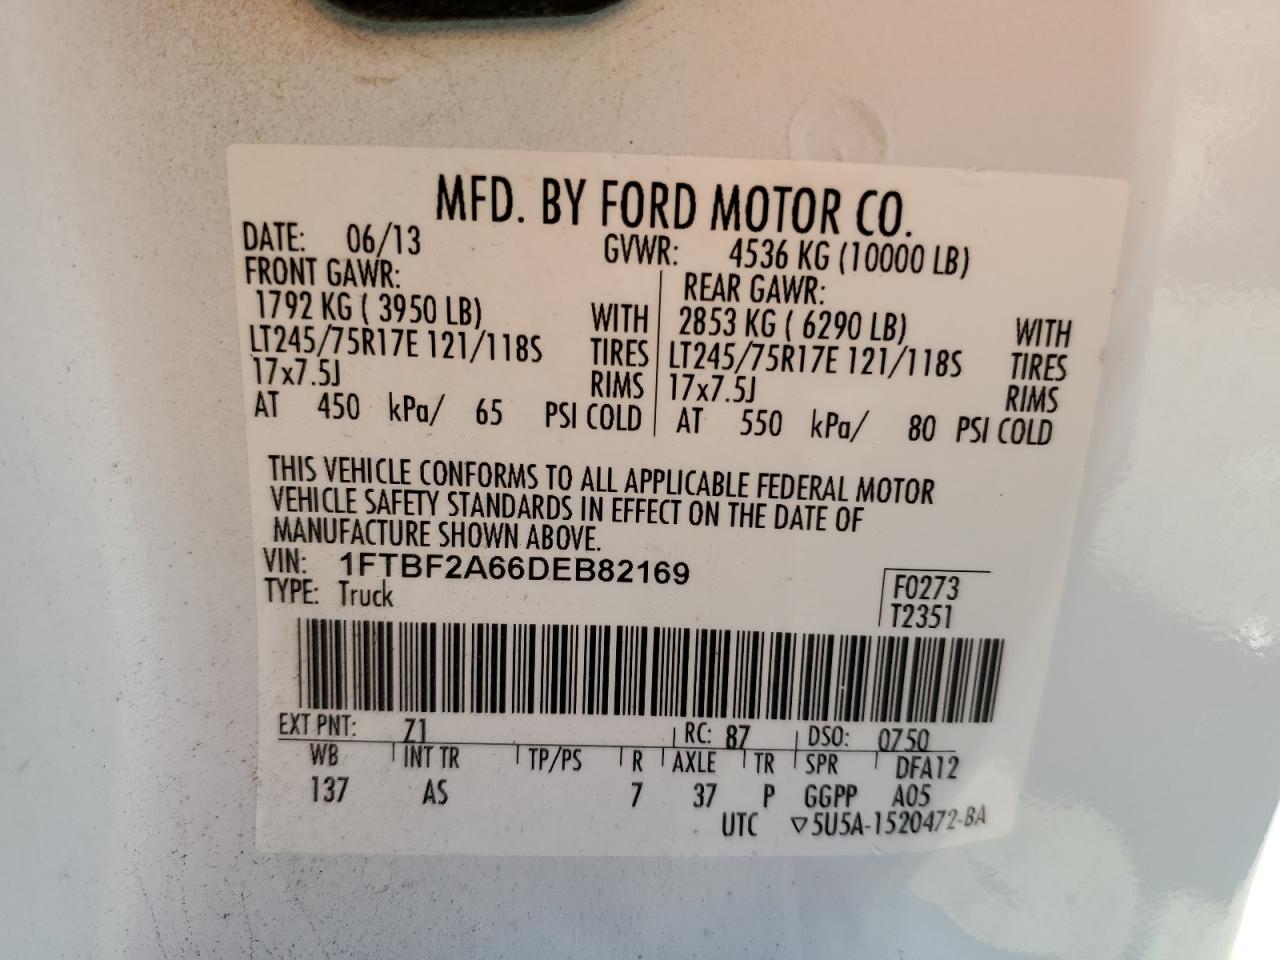 MFD. BY FORD MOTOR CO.
DATE: 06/13 GVWR: 4536 KG (10000 LB)
FRONT GAWR: REAR GAWR:
1792 KG ( 3950 LB) WITH 2853 KG ( 6290 LB) WITH
LT245/75R17E 121/118S TIRES LT245/75R17E 121/118S TIRES
17x7.5J RIMS 17x7.5J RIMS
AT 450 kPa/ 65 PSI COLD AT 550 kPa/ 80 PSI COLD
THIS VEHICLE CONFORMS TO ALL APPLICABLE FEDERAL MOTOR
VEHICLE SAFETY STANDARDS IN EFFECT ON THE DATE OF
MANUFACTURE SHOWN ABOVE.
VIN: 1FTBF2A66DEB82169
TYPE: Truck
F0273
T2351
EXT PNT: Z1 RC: 87 DSO: 0750
WB INT TR TP/PS R AXLE TR SPR DFA12
137 AS 7 37 P GGPP A05
UTC ▽5U5A-1520472-BA